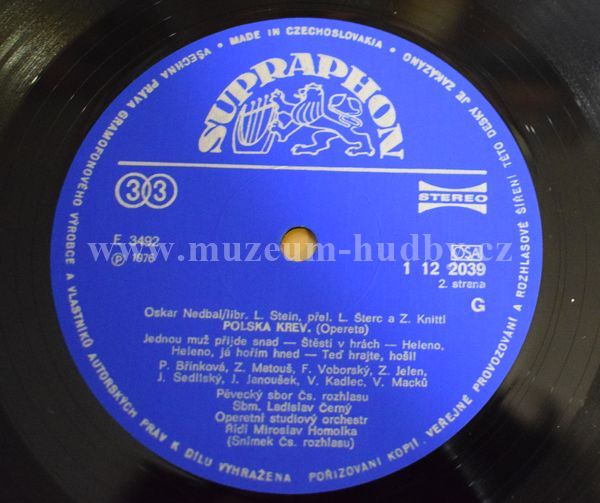 VŠECHNA PRÁVA GRAMOFONOVÉHO VÝROBCE A VLASTNÍKŮ AUTORSKÝCH PRÁV K DÍLU VYHRAŽENA POŘIZOVÁNÍ KOPIÍ, VEŘEJNÉ PROVOZOVÁNÍ A ROZHLASOVÉ ŠÍŘENÍ TÉTO DESKY JE ZAKÁZÁNO • MADE IN CZECHOSLOVAKIA •
SUPRAPHON
33
STEREO
F 3492
Ⓟ 1976
www.muzeum-hudby.cz
OSA
1 12 2039
2. strana
G
Oskar Nedbal/libr. L. Stein, přel. L. Šterc a Z. Knittl
POLSKÁ KREV. (Opereta)
Jednou muž přijde snad — Štěstí v hrách — Heleno,
Heleno, já hořím hned — Teď hrajte, hoši!
P. Břínková, Z. Matouš, F. Voborský, Z. Jelen,
J. Sedliský, J. Janoušek, V. Kadlec, V. Macků
Pěvecký sbor Čs. rozhlasu
Sbm. Ladislav Černý
Operetní studiový orchestr
Řídí Miroslav Homolka
(Snímek Čs. rozhlasu)